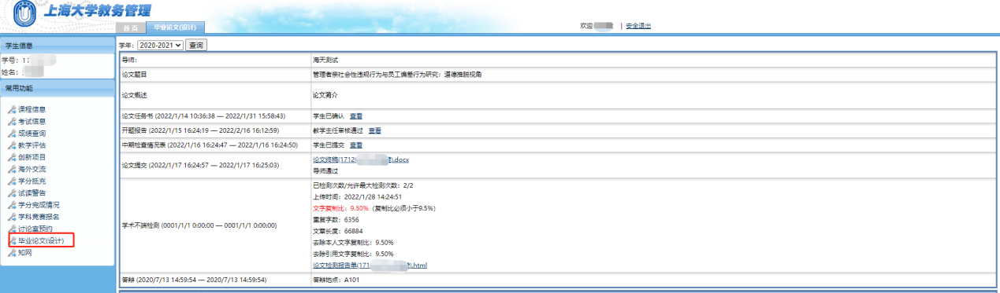 上海大学教务管理
首页 毕业论文(设计)
欢迎 | 安全退出
学生信息
学号：17
姓名：
常用功能
课程信息
考试信息
成绩查询
教学评估
创新项目
海外交流
学分抵充
试读警告
学分完成情况
学科竞赛报名
讨论室预约
毕业论文(设计)
知网
学年： 2020-2021 查询
导师： 海天测试
论文题目 管理者亲社会性违规行为与员工偏差行为研究：道德推脱视角
论文概述 论文简介
论文任务书 (2022/1/14 10:36:38 — 2022/1/31 15:58:43) 学生已确认 查看
开题报告 (2022/1/15 16:24:19 — 2022/2/16 16:12:59) 教学主任审核通过 查看
中期检查情况表 (2022/1/16 16:24:47 — 2022/1/16 16:24:50) 学生已提交 查看
论文提交 (2022/1/17 16:24:57 — 2022/1/17 16:25:03) 论文终稿(1712 ).docx
导师通过
学术不端检测 (0001/1/1 0:00:00 — 0001/1/1 0:00:00)
已检测次数/允许最大检测次数：2/2
上传时间：2022/1/28 14:24:51
文字复制比：9.50% (复制比必须小于9.5%)
重复字数：6356
文章长度：66884
去除本人文字复制比：9.50%
去除引用文字复制比：9.50%
论文检测报告单(171 ).html
答辩 (2020/7/13 14:59:54 — 2020/7/13 14:59:54) 答辩地点：A101